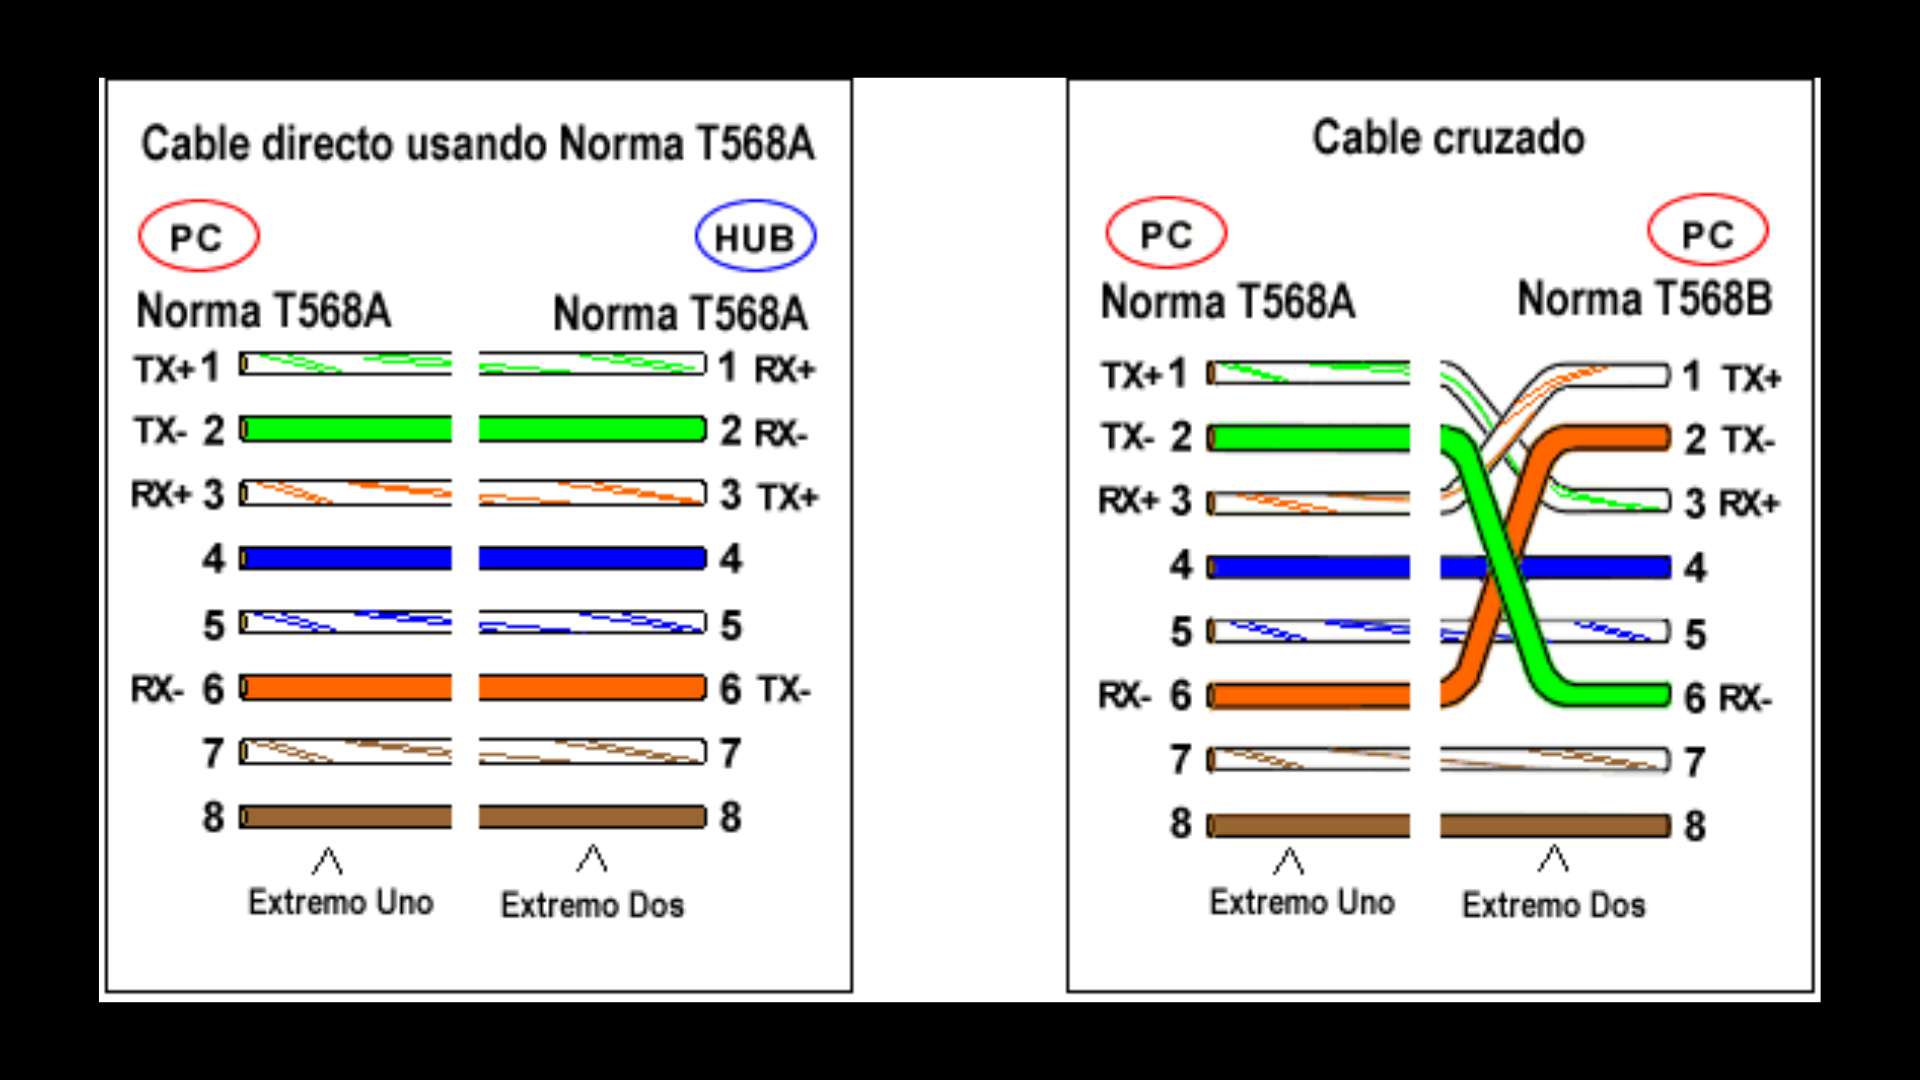 Cable directo usando Norma T568A
PC HUB
Norma T568A Norma T568A
TX+ 1 1 RX+
TX- 2 2 RX-
RX+ 3 3 TX+
4 4
5 5
RX- 6 6 TX-
7 7
8 8
Extremo Uno Extremo Dos
Cable cruzado
PC PC
Norma T568A Norma T568B
TX+ 1 1 TX+
TX- 2 2 TX-
RX+ 3 3 RX+
4 4
5 5
RX- 6 6 RX-
7 7
8 8
Extremo Uno Extremo Dos